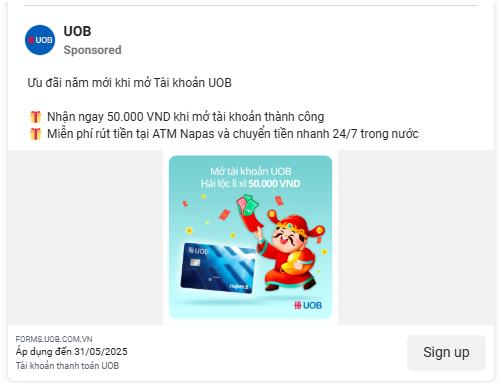 UOB
UOB
Sponsored
Ưu đãi năm mới khi mở Tài khoản UOB
Nhận ngay 50.000 VND khi mở tài khoản thành công
Miễn phí rút tiền tại ATM Napas và chuyển tiền nhanh 24/7 trong nước
Mở tài khoản UOB
Hái lộc lì xì 50.000 VND
UOB
napas
UOB
FORMS.UOB.COM.VN
Áp dụng đến 31/05/2025
Tài khoản thanh toán UOB
Sign up